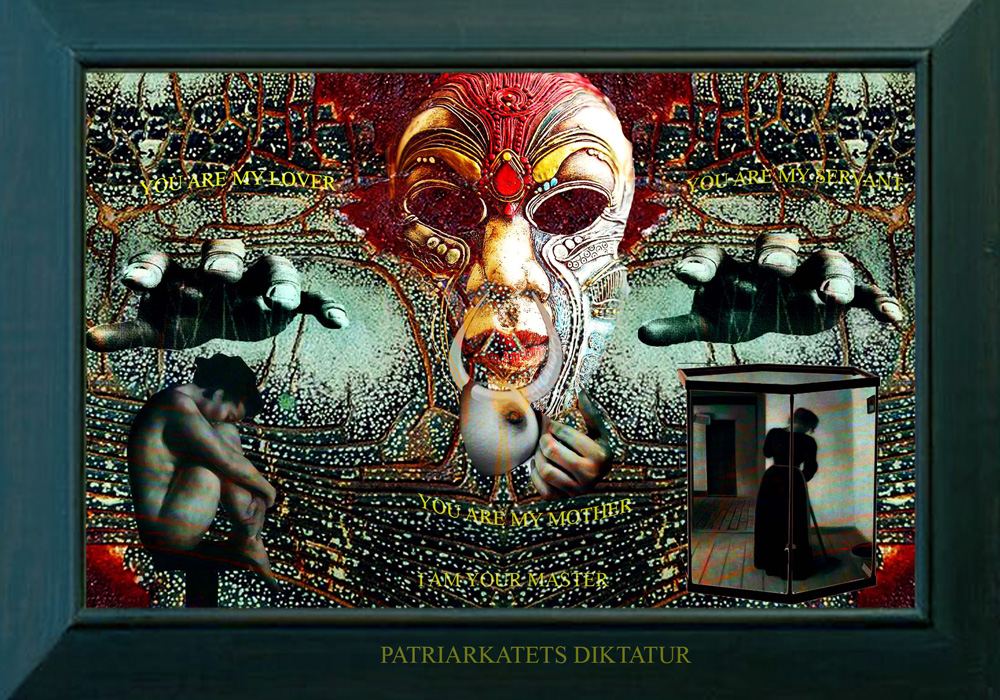 YOU ARE MY LOVER
YOU ARE MY SERVANT
YOU ARE MY MOTHER
I AM YOUR MASTER
PATRIARKATETS DIKTATUR